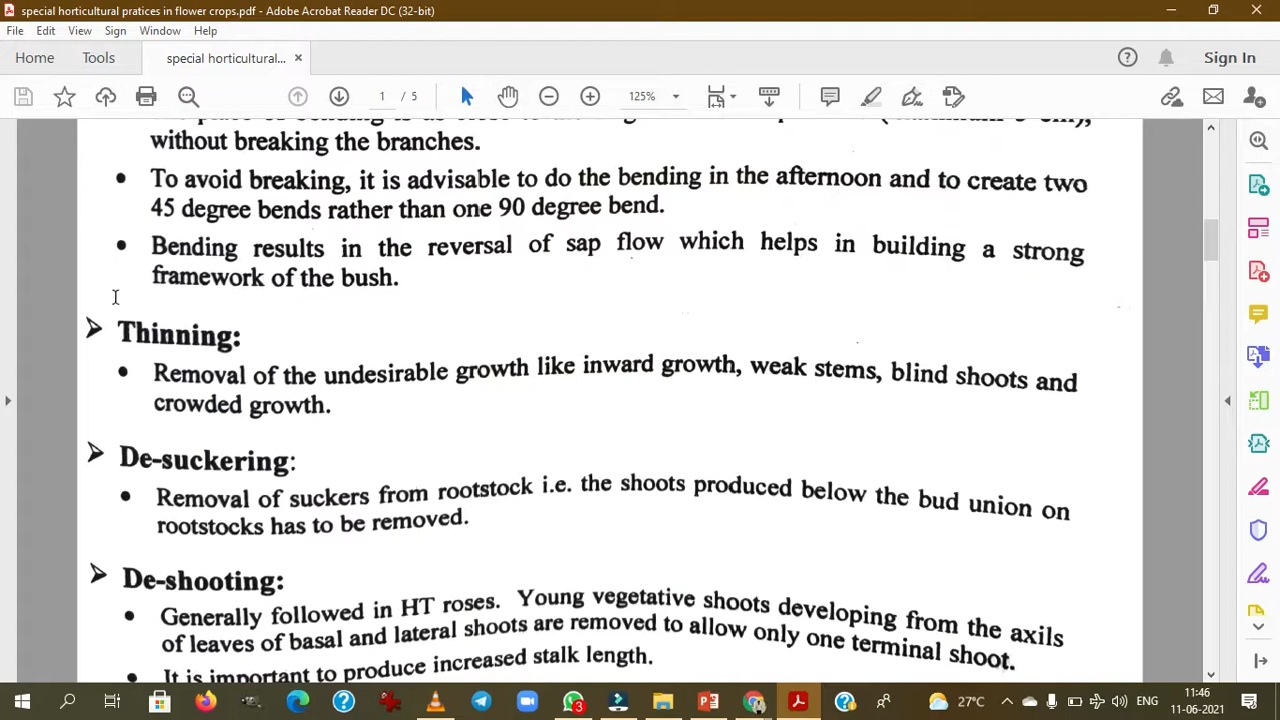 special horticultural pratices in flower crops.pdf - Adobe Acrobat Reader DC (32-bit)
File Edit View Sign Window Help
Home Tools special horticultural... × Sign In
1 / 5 125%
without breaking the branches.
• To avoid breaking, it is advisable to do the bending in the afternoon and to create two
45 degree bends rather than one 90 degree bend.
• Bending results in the reversal of sap flow which helps in building a strong
framework of the bush.
➢ Thinning:
• Removal of the undesirable growth like inward growth, weak stems, blind shoots and
crowded growth.
➢ De-suckering:
• Removal of suckers from rootstock i.e. the shoots produced below the bud union on
rootstocks has to be removed.
➢ De-shooting:
• Generally followed in HT roses. Young vegetative shoots developing from the axils
of leaves of basal and lateral shoots are removed to allow only one terminal shoot.
• It is important to produce increased stalk length.
3
27°C ENG 11:46
11-06-2021